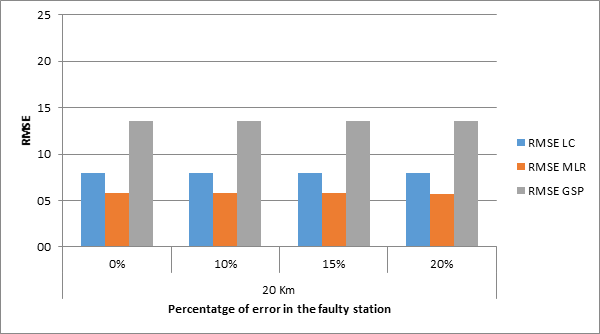 25
20
15
10
05
00
RMSE
0% 10% 15% 20%
20 Km
Percentatge of error in the faulty station
RMSE LC
RMSE MLR
RMSE GSP